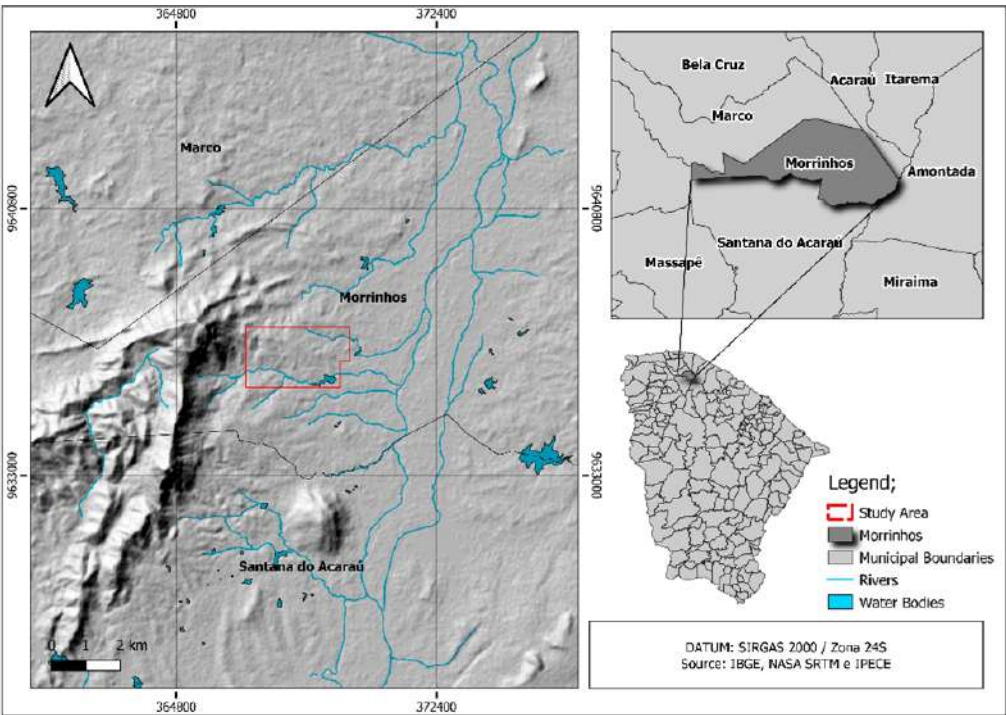 364800
372400
Marco
9640800
Morrinhos
9633000
Santana do Acaraú
0 1 2 km
364800
372400
Bela Cruz
Acaraú
Itarema
Marco
Morrinhos
Amontada
Santana do Acaraú
Massapê
Miraima
9640800
9633000
Legend;
Study Area
Morrinhos
Municipal Boundaries
Rivers
Water Bodies
DATUM: SIRGAS 2000 / Zona 24S
Source: IBGE, NASA SRTM e IPECE